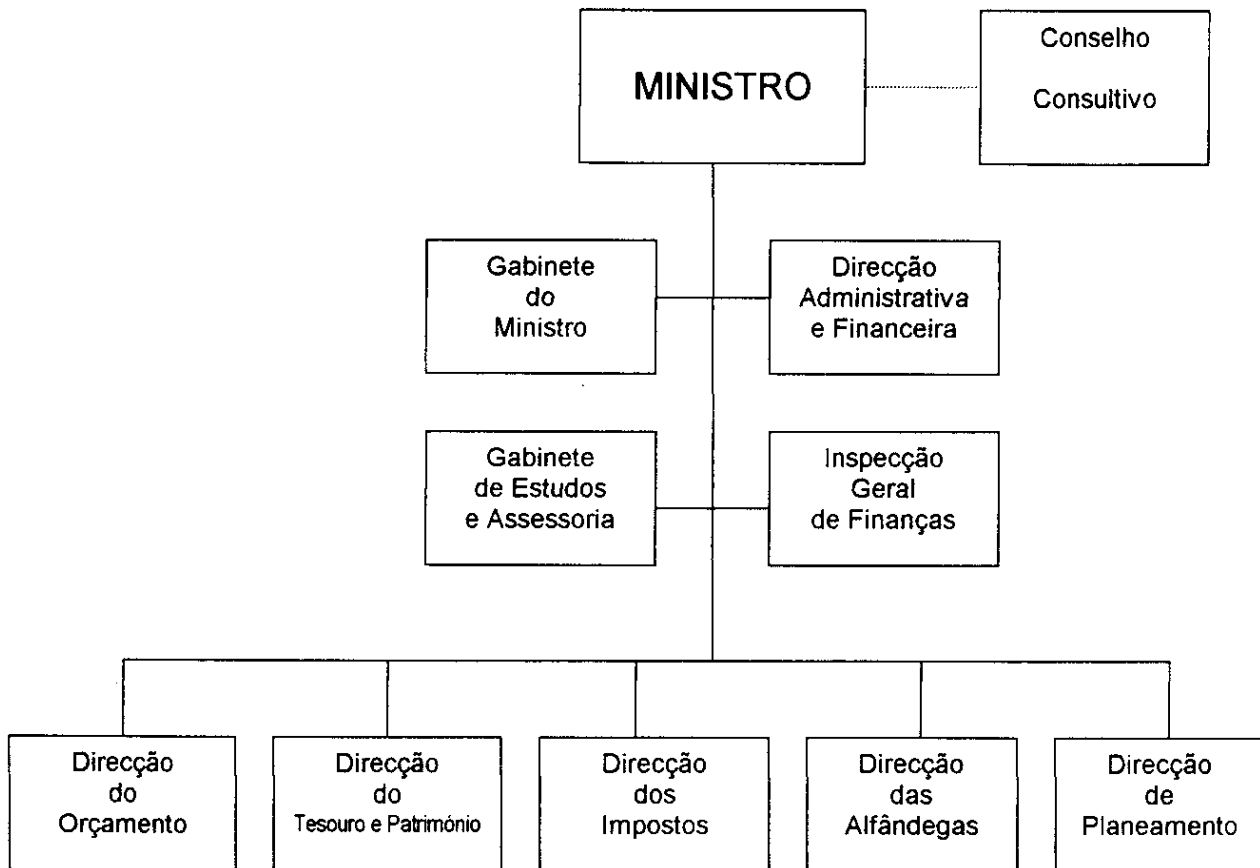 MINISTRO
Conselho
Consultivo
Gabinete
do
Ministro
Direcção
Administrativa
e Financeira
Gabinete
de Estudos
e Assessoria
Inspecção
Geral
de Finanças
Direcção
do
Orçamento
Direcção
do
Tesouro e Património
Direcção
dos
Impostos
Direcção
das
Alfândegas
Direcção
de
Planeamento